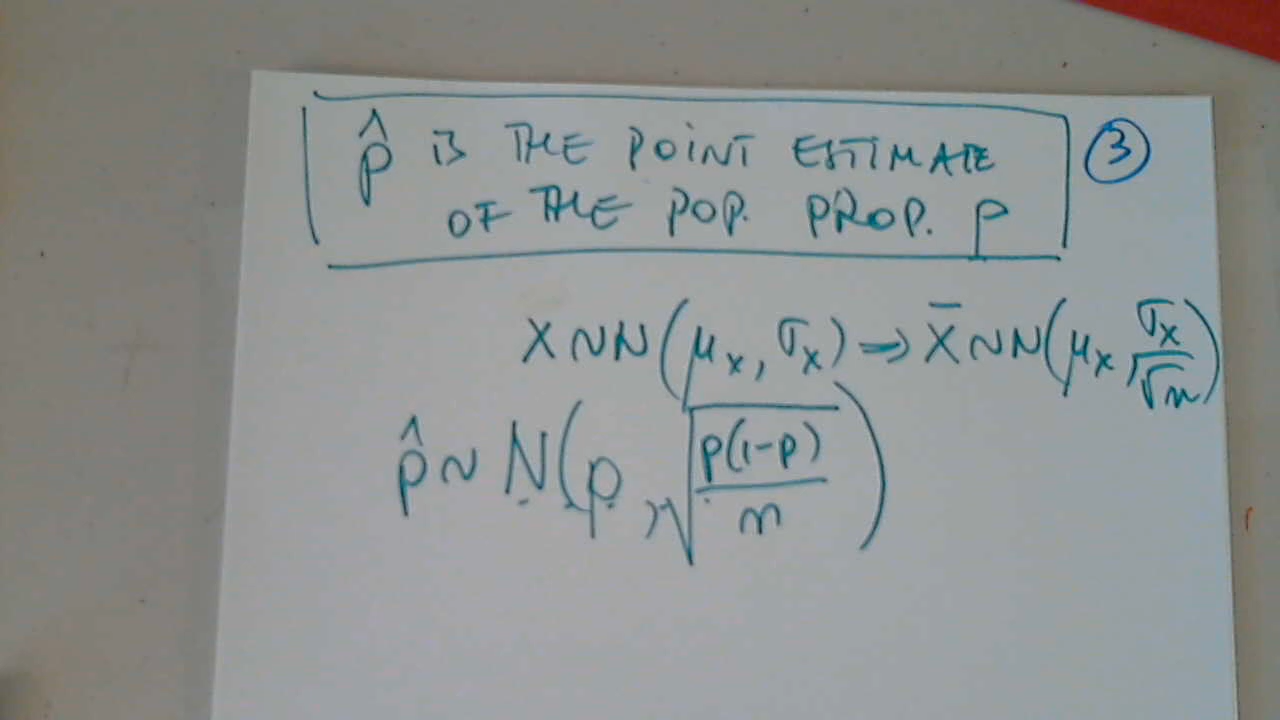 p̂ IS THE POINT ESTIMATE
OF THE POP. PROP. p
③
X ~ N(μₓ, σₓ) ⇒ X̄ ~ N(μₓ, σₓ/√n)
p̂ ~ N(p, √(p(1-p)/n))